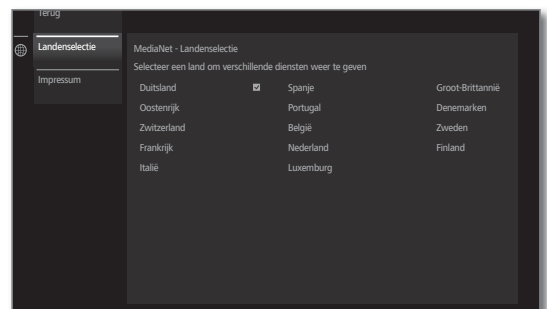 Terug
Landenselectie
Impressum
MediaNet - Landenselectie
Selecteer een land om verschillende diensten weer te geven
Duitsland Spanje Groot-Brittannië
Oostenrijk Portugal Denemarken
Zwitzerland België Zweden
Frankrijk Nederland Finland
Italië Luxemburg